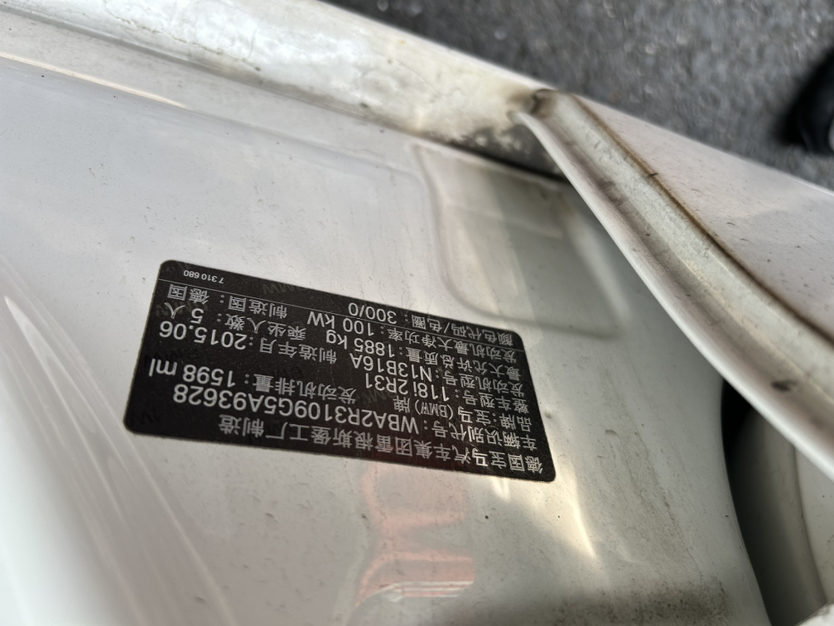 德国宝马汽车集团雷根斯堡工厂 制造
车辆识别代号：WBA2R3109G5A93628
品牌：宝马（BMW）牌
整车型号：118i 2R31 发动机排量：1598 ml
发动机型号：N13B16A 制造年月：2015.06
最大允许总质量：1885 kg 乘坐人数：5 人
发动机最大净功率：100 kW 制造国：德国
颜色代码/色圈：300/0
7 310 680